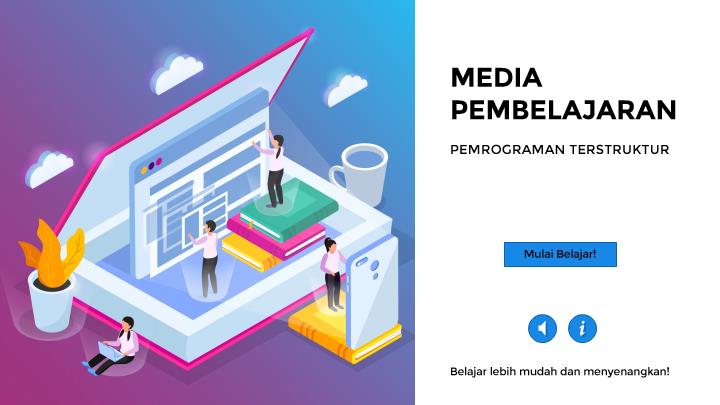 MEDIA
PEMBELAJARAN
PEMROGRAMAN TERSTRUKTUR
Mulai Belajar!
i
Belajar lebih mudah dan menyenangkan!